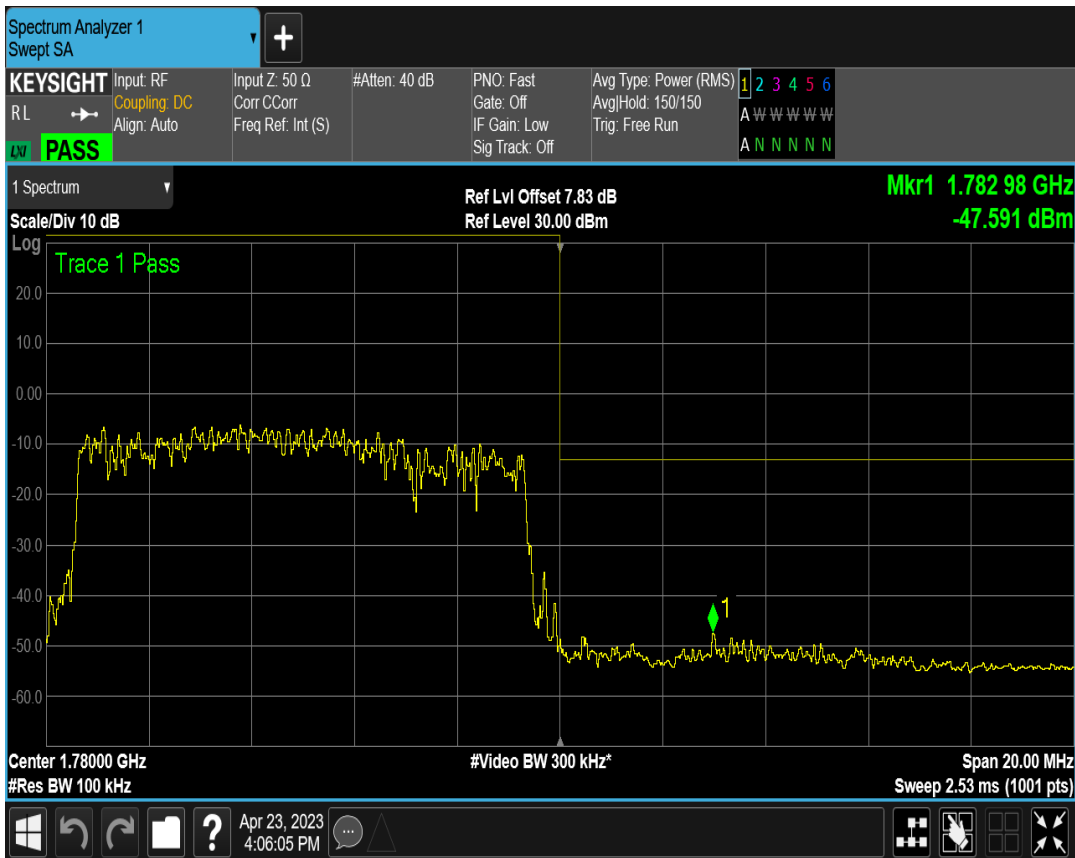 Spectrum Analyzer 1
Swept SA
+
KEYSIGHT
R L
LXI PASS
Input: RF
Coupling: DC
Align: Auto
Input Z: 50 Ω
Corr CCorr
Freq Ref: Int (S)
#Atten: 40 dB
PNO: Fast
Gate: Off
IF Gain: Low
Sig Track: Off
Avg Type: Power (RMS)
Avg|Hold: 150/150
Trig: Free Run
1 2 3 4 5 6
A W W W W W
A N N N N N
1 Spectrum
Scale/Div 10 dB
Ref Lvl Offset 7.83 dB
Ref Level 30.00 dBm
Mkr1 1.782 98 GHz
-47.591 dBm
Log
Trace 1 Pass
20.0
10.0
0.00
-10.0
-20.0
-30.0
-40.0
-50.0
-60.0
1
Center 1.78000 GHz
#Res BW 100 kHz
#Video BW 300 kHz*
Span 20.00 MHz
Sweep 2.53 ms (1001 pts)
?
Apr 23, 2023
4:06:05 PM